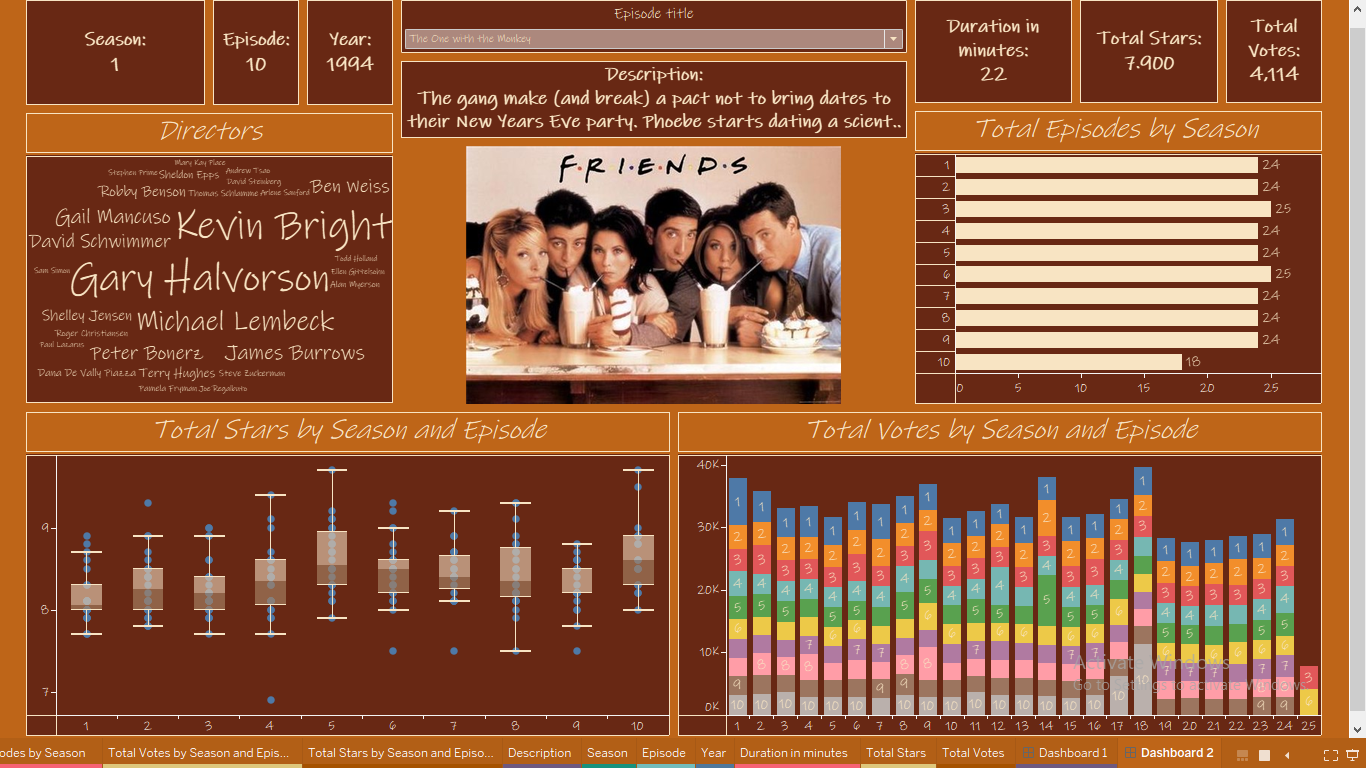 Season:
1
Episode:
10
Year:
1994
Episode title
The One with the Monkey
Description:
The gang make (and break) a pact not to bring dates to
their New Years Eve party. Phoebe starts dating a scient..
Duration in
minutes:
22
Total Stars:
7.900
Total
Votes:
4,114
Directors
Mary Kay Place
Stephen Prime Sheldon Epps Andrew Tsao
David Steinberg
Robby Benson Thomas Schlamme Arlene Sanford Ben Weiss
Gail Mancuso Kevin Bright
David Schwimmer
Todd Holland
Sam Simon Gary Halvorson Ellen Gittelsohn
Alan Myerson
Shelley Jensen Michael Lembeck
Roger Christiansen
Paul Lazarus Peter Bonerz James Burrows
Dana De Vally Piazza Terry Hughes Steve Zuckerman
Pamela Fryman Joe Regalbuto
F·R·I·E·N·D·S
Total Episodes by Season
1 24
2 24
3 25
4 24
5 24
6 25
7 24
8 24
9 24
10 18
0 5 10 15 20 25
Total Stars by Season and Episode
9
8
7
1 2 3 4 5 6 7 8 9 10
Total Votes by Season and Episode
40K
30K
20K
10K
0K
1 2 3 4 5 6 7 8 9 10 11 12 13 14 15 16 17 18 19 20 21 22 23 24 25
Activate Windows
Go to Settings to activate Windows.
odes by Season Total Votes by Season and Epis... Total Stars by Season and Episo... Description Season Episode Year Duration in minutes Total Stars Total Votes Dashboard 1 Dashboard 2